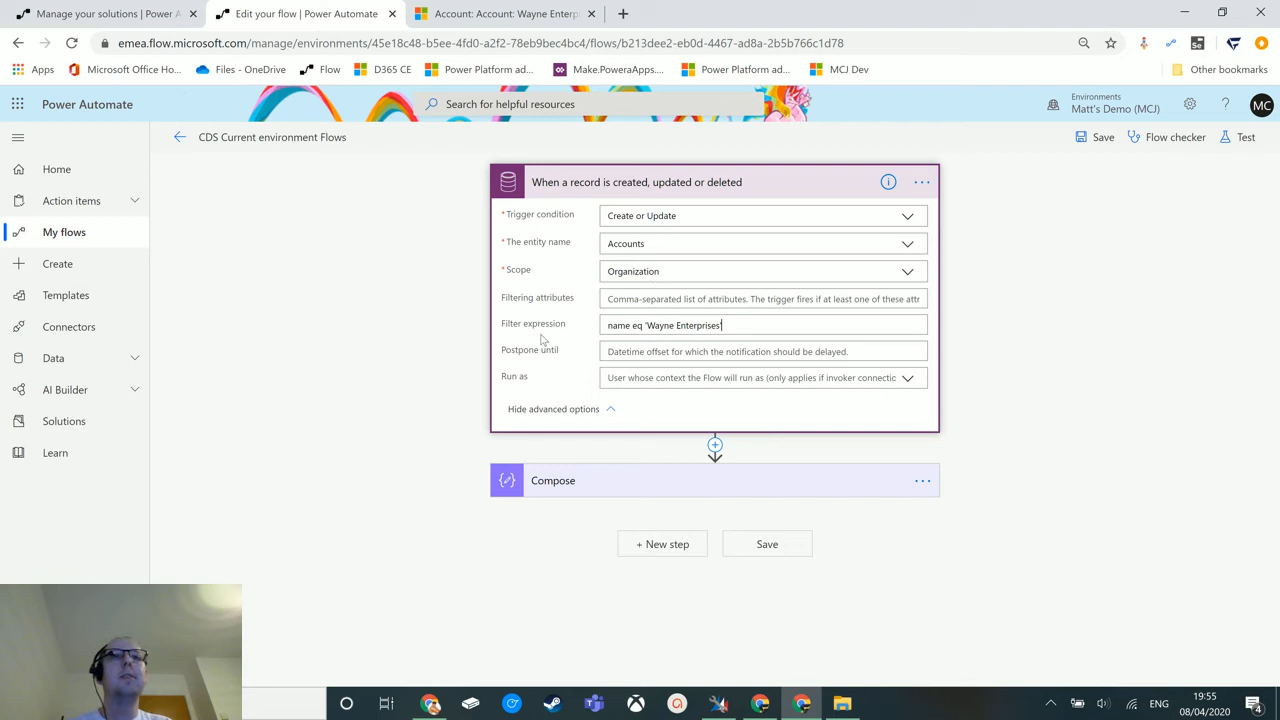 Manage your solutions | Power A
Edit your flow | Power Automate
Account: Account: Wayne Enterp
emea.flow.microsoft.com/manage/environments/45e18c48-b5ee-4fd0-a2f2-78eb9bec4bc4/flows/b213dee2-eb0d-4467-ad8a-2b5b766c1d78
Apps
Microsoft Office Ho...
Files - OneDrive
Flow
D365 CE
Power Platform ad...
Make.PoweraApps....
Power Platform ad...
MCJ Dev
Other bookmarks
Power Automate
Search for helpful resources
Environments
Matt's Demo (MCJ)
MC
CDS Current environment Flows
Save
Flow checker
Test
Home
Action items
My flows
Create
Templates
Connectors
Data
AI Builder
Solutions
Learn
When a record is created, updated or deleted
* Trigger condition
Create or Update
* The entity name
Accounts
* Scope
Organization
Filtering attributes
Comma-separated list of attributes. The trigger fires if at least one of these attr
Filter expression
name eq 'Wayne Enterprises'
Postpone until
Datetime offset for which the notification should be delayed.
Run as
User whose context the Flow will run as (only applies if invoker connectic
Hide advanced options
Compose
+ New step
Save
ENG
19:55
08/04/2020